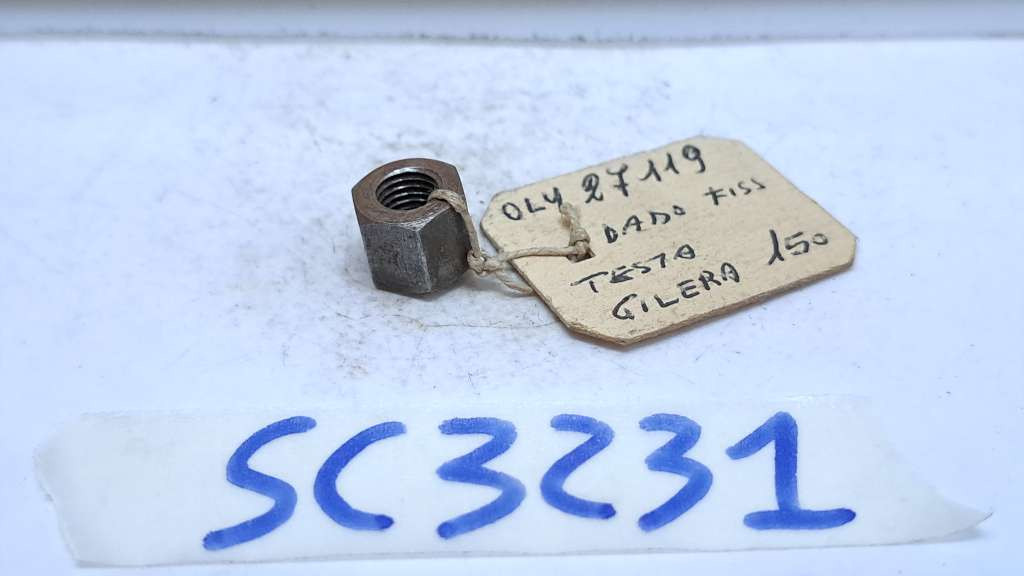 OLY 27119
DADO FISS
TESTA
GILERA 150
SC3231